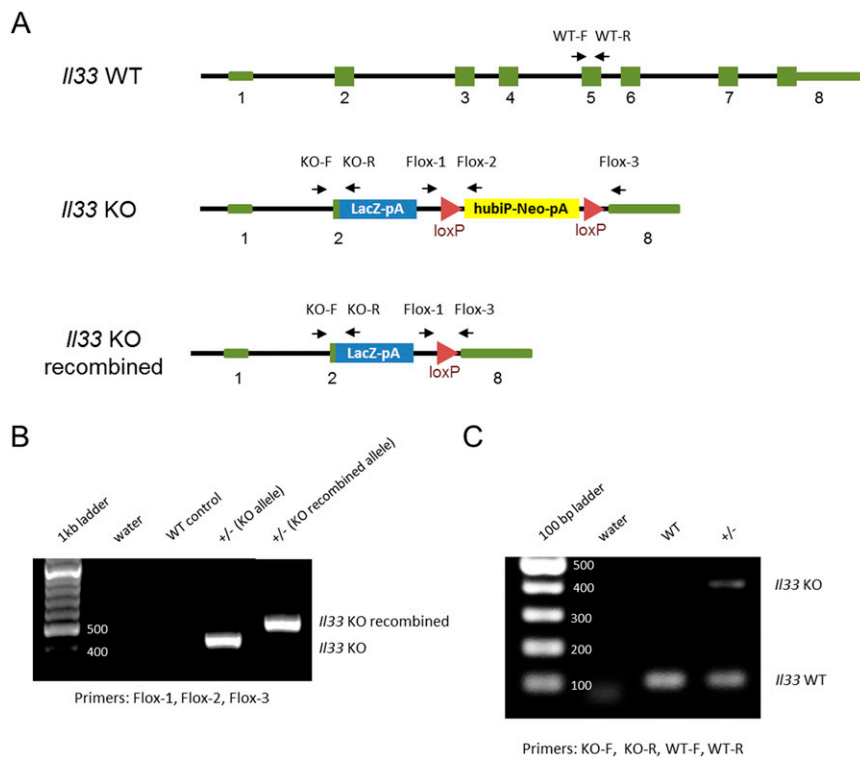 A
Il33 WT
WT-F WT-R
1 2 3 4 5 6 7 8
Il33 KO
KO-F KO-R Flox-1 Flox-2 Flox-3
LacZ-pA hubiP-Neo-pA
loxP loxP
1 2 8
Il33 KO
recombined
KO-F KO-R Flox-1 Flox-3
LacZ-pA
loxP
1 2 8
B
1kb ladder
water
WT control
+/- (KO allele)
+/- (KO recombined allele)
500
400
Il33 KO recombined
Il33 KO
Primers: Flox-1, Flox-2, Flox-3
C
100 bp ladder
water
WT
+/-
500
400
300
200
100
Il33 KO
Il33 WT
Primers: KO-F, KO-R, WT-F, WT-R